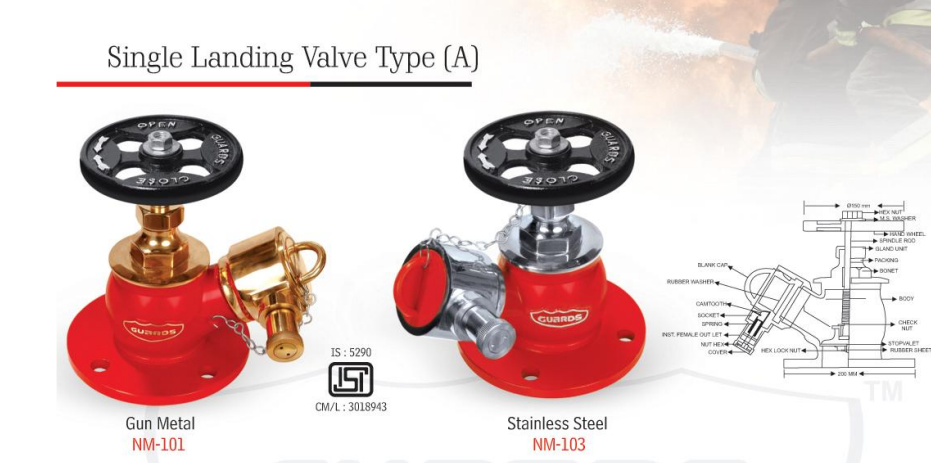 Single Landing Valve Type (A)
OPEN
GUARDS
CLOSE
GUARDS
OPEN
GUARDS
CLOSE
GUARDS
IS : 5290
ISI
CM/L : 3018943
Gun Metal
NM-101
Stainless Steel
NM-103
Ø150 mm
HEX NUT
M.S. WASHER
HAND WHEEL
SPINDLE ROD
GLAND UNIT
PACKING
BONET
BODY
CHECK
NUT
STOPVALET
RUBBER SHEET
BLANK CAP
RUBBER WASHER
CAMTOOTH
SOCKET
SPRING
INST. FEMALE OUT LET
NUT HEX
COVER
HEX LOCK NUT
206 MM
TM